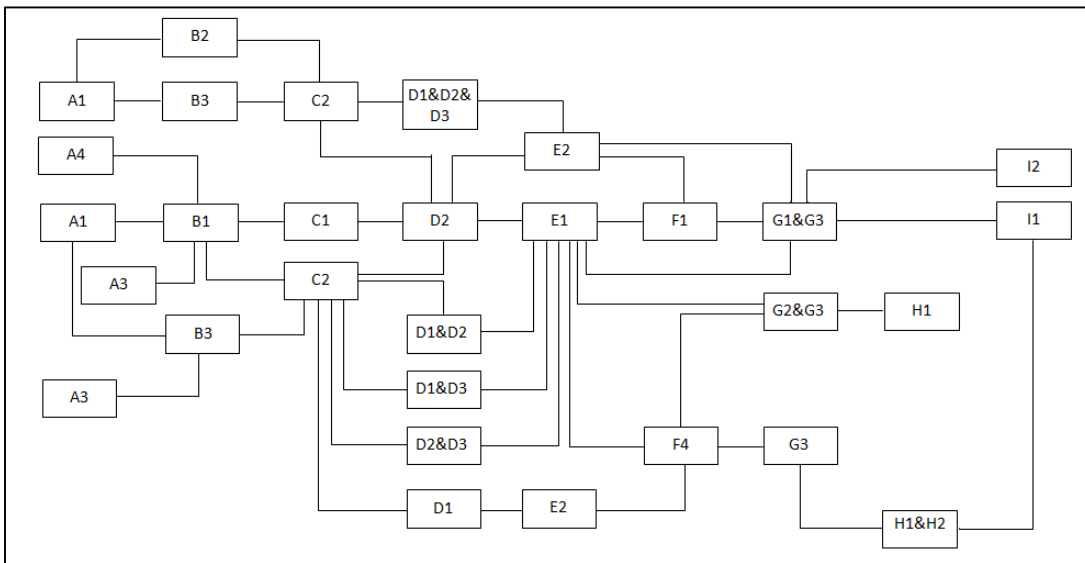 B2
A1
B3
C2
D1&D2&
D3
A4
E2
I2
A1
B1
C1
D2
E1
F1
G1&G3
I1
A3
C2
G2&G3
H1
B3
D1&D2
A3
D1&D3
D2&D3
F4
G3
D1
E2
H1&H2